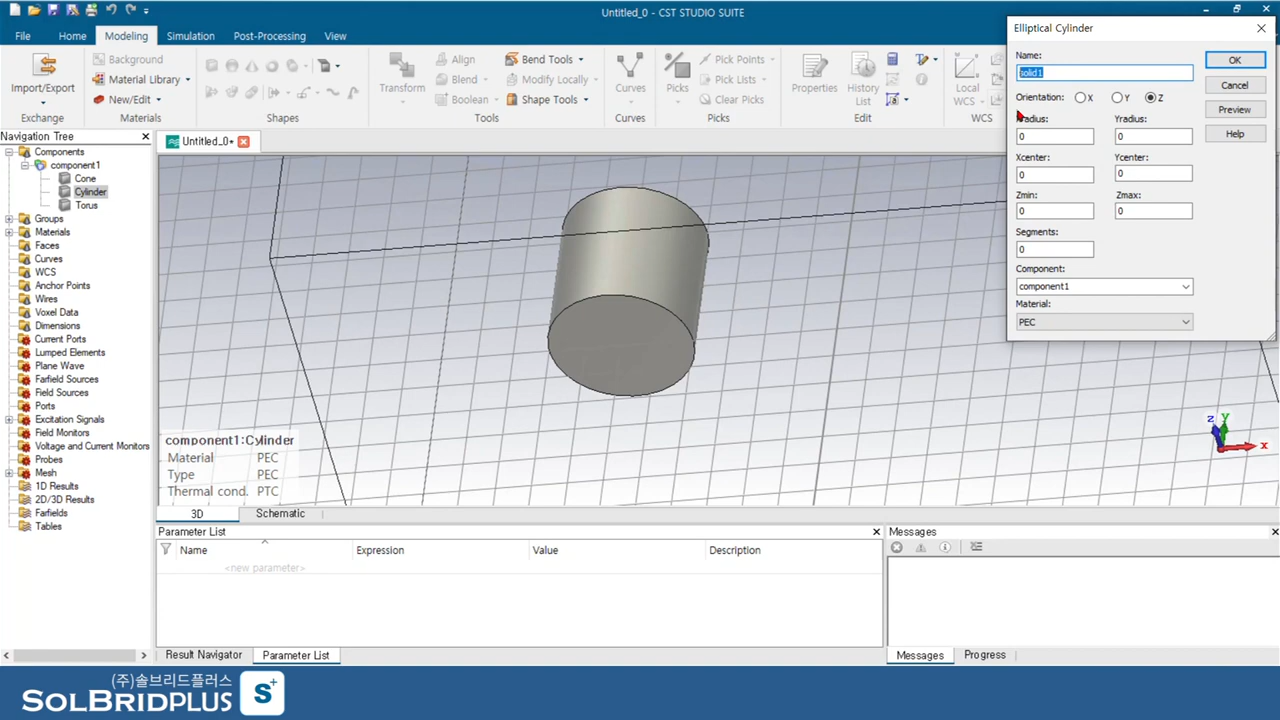 Untitled_0 - CST STUDIO SUITE
File Home Modeling Simulation Post-Processing View
Import/Export
Exchange
Background
Material Library
New/Edit
Materials
Shapes
Transform
Align
Blend
Boolean
Bend Tools
Modify Locally
Shape Tools
Tools
Curves
Curves
Picks
Pick Points
Pick Lists
Clear Picks
Picks
Properties
History
List
Edit
Local
WCS
WCS
Elliptical Cylinder
Name:
solid1
Orientation: X Y Z
radius: Yradius:
0 0
Xcenter: Ycenter:
0 0
Zmin: Zmax:
0 0
Segments:
0
Component:
component1
Material:
PEC
OK
Cancel
Preview
Help
Navigation Tree
Components
component1
Cone
Cylinder
Torus
Groups
Materials
Faces
Curves
WCS
Anchor Points
Wires
Voxel Data
Dimensions
Current Ports
Lumped Elements
Plane Wave
Farfield Sources
Field Sources
Ports
Excitation Signals
Field Monitors
Voltage and Current Monitors
Probes
Mesh
1D Results
2D/3D Results
Farfields
Tables
Untitled_0*
component1:Cylinder
Material PEC
Type PEC
Thermal cond. PTC
z y x
3D Schematic
Parameter List
Name Expression Value Description
<new parameter>
Result Navigator Parameter List
Messages
Messages Progress
(주)솔브리드플러스
SOLBRIDPLUS S+